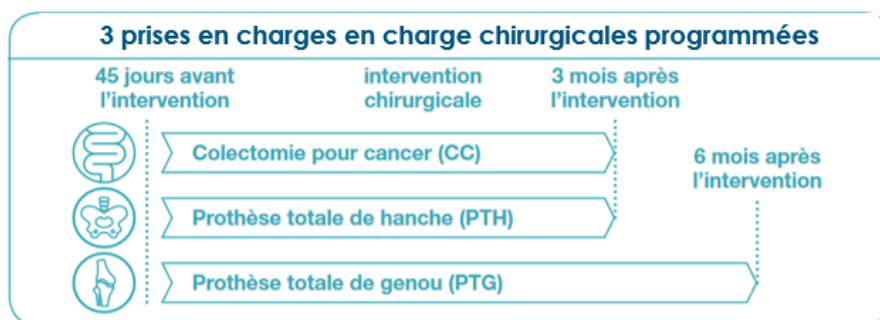 3 prises en charges en charge chirurgicales programmées
45 jours avant
l'intervention
intervention
chirurgicale
3 mois après
l'intervention
Colectomie pour cancer (CC)
6 mois après
l'intervention
Prothèse totale de hanche (PTH)
Prothèse totale de genou (PTG)